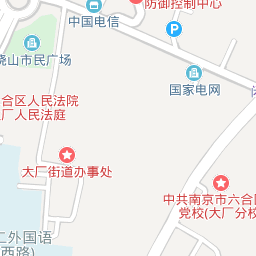 防御控制中心
中国电信
P
晓山市民广场
国家电网
合区人民法院
厂人民法庭
大厂街道办事处
中共南京市六合区
党校(大厂分校
二外国语
西路)